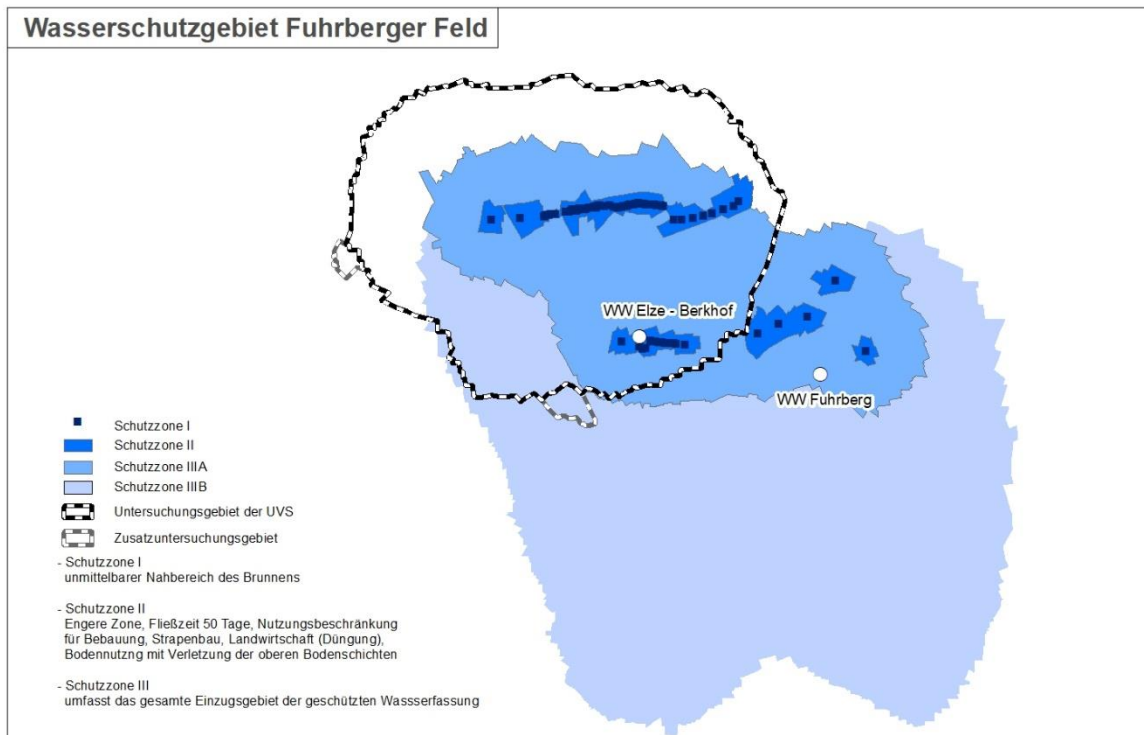 Wasserschutzgebiet Fuhrberger Feld
WW Elze - Berkhof
WW Fuhrberg
Schutzzone I
Schutzzone II
Schutzzone IIIA
Schutzzone IIIB
Untersuchungsgebiet der UVS
Zusatzuntersuchungsgebiet
- Schutzzone I
unmittelbarer Nahbereich des Brunnens
- Schutzzone II
Engere Zone, Fließzeit 50 Tage, Nutzungsbeschränkung
für Bebauung, Strapenbau, Landwirtschaft (Düngung),
Bodennutzng mit Verletzung der oberen Bodenschichten
- Schutzzone III
umfasst das gesamte Einzugsgebiet der geschützten Wassserfassung